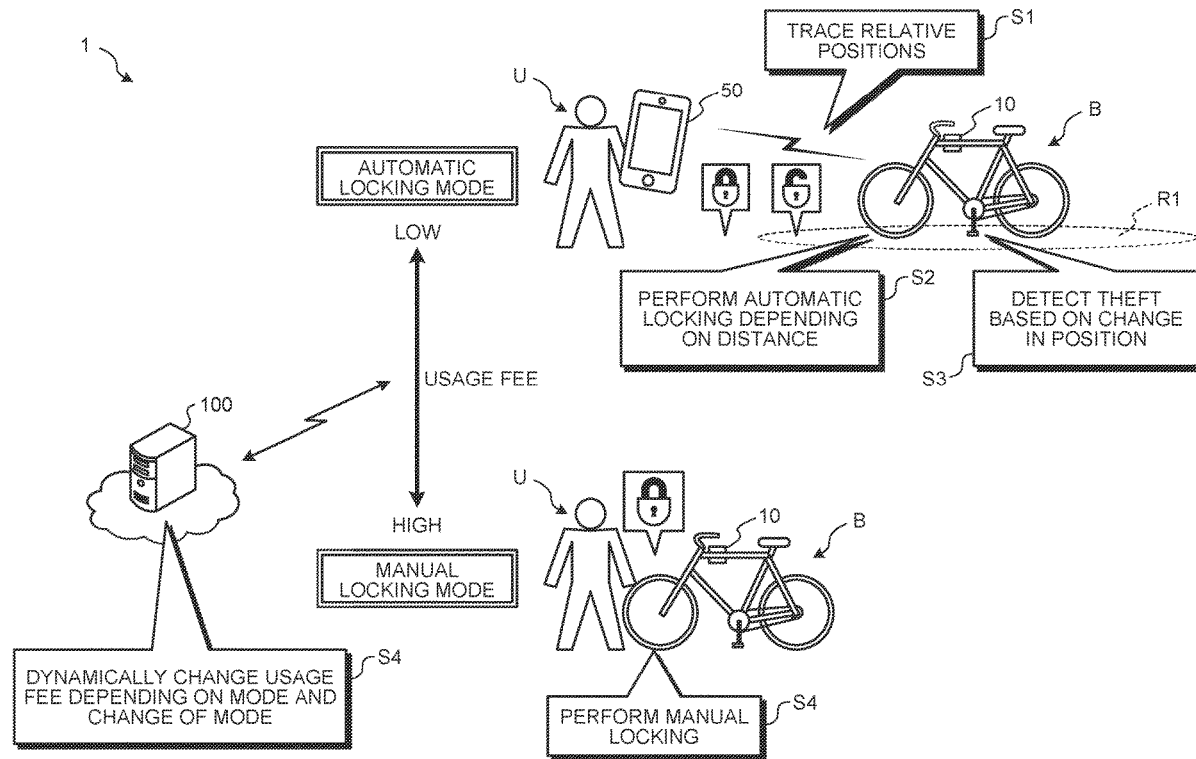 1
TRACE RELATIVE
POSITIONS
S1
U
50
10
B
AUTOMATIC
LOCKING MODE
R1
LOW
PERFORM AUTOMATIC
LOCKING DEPENDING
ON DISTANCE
S2
DETECT THEFT
BASED ON CHANGE
IN POSITION
S3
USAGE FEE
100
HIGH
U
10
B
MANUAL
LOCKING MODE
DYNAMICALLY CHANGE USAGE
FEE DEPENDING ON MODE AND
CHANGE OF MODE
S4
PERFORM MANUAL
LOCKING
S4